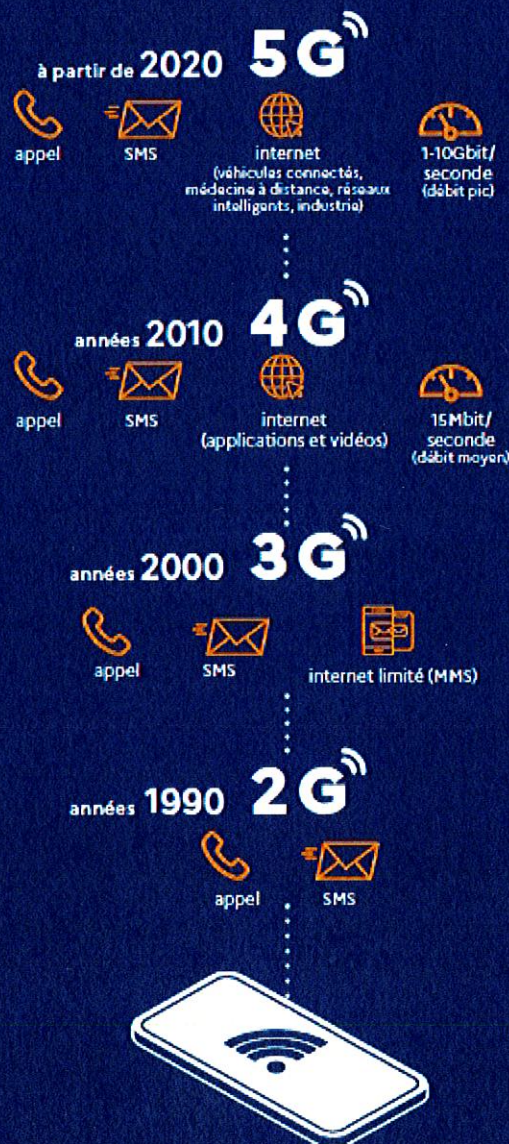 à partir de 2020 5G
appel
SMS
internet
(véhicules connectés,
médecine à distance, réseaux
intelligents, industrie)
1-10Gbit/
seconde
(débit pic)
années 2010 4G
appel
SMS
internet
(applications et vidéos)
15Mbit/
seconde
(débit moyen)
années 2000 3G
appel
SMS
internet limité (MMS)
années 1990 2G
appel
SMS